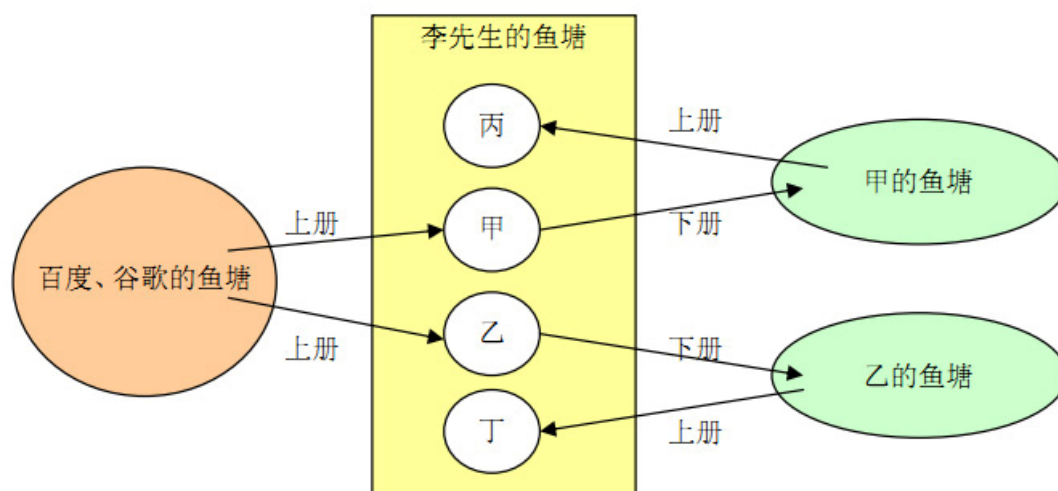 李先生的鱼塘
丙
上册
甲的鱼塘
上册
甲
下册
百度、谷歌的鱼塘
上册
乙
下册
乙的鱼塘
丁
上册